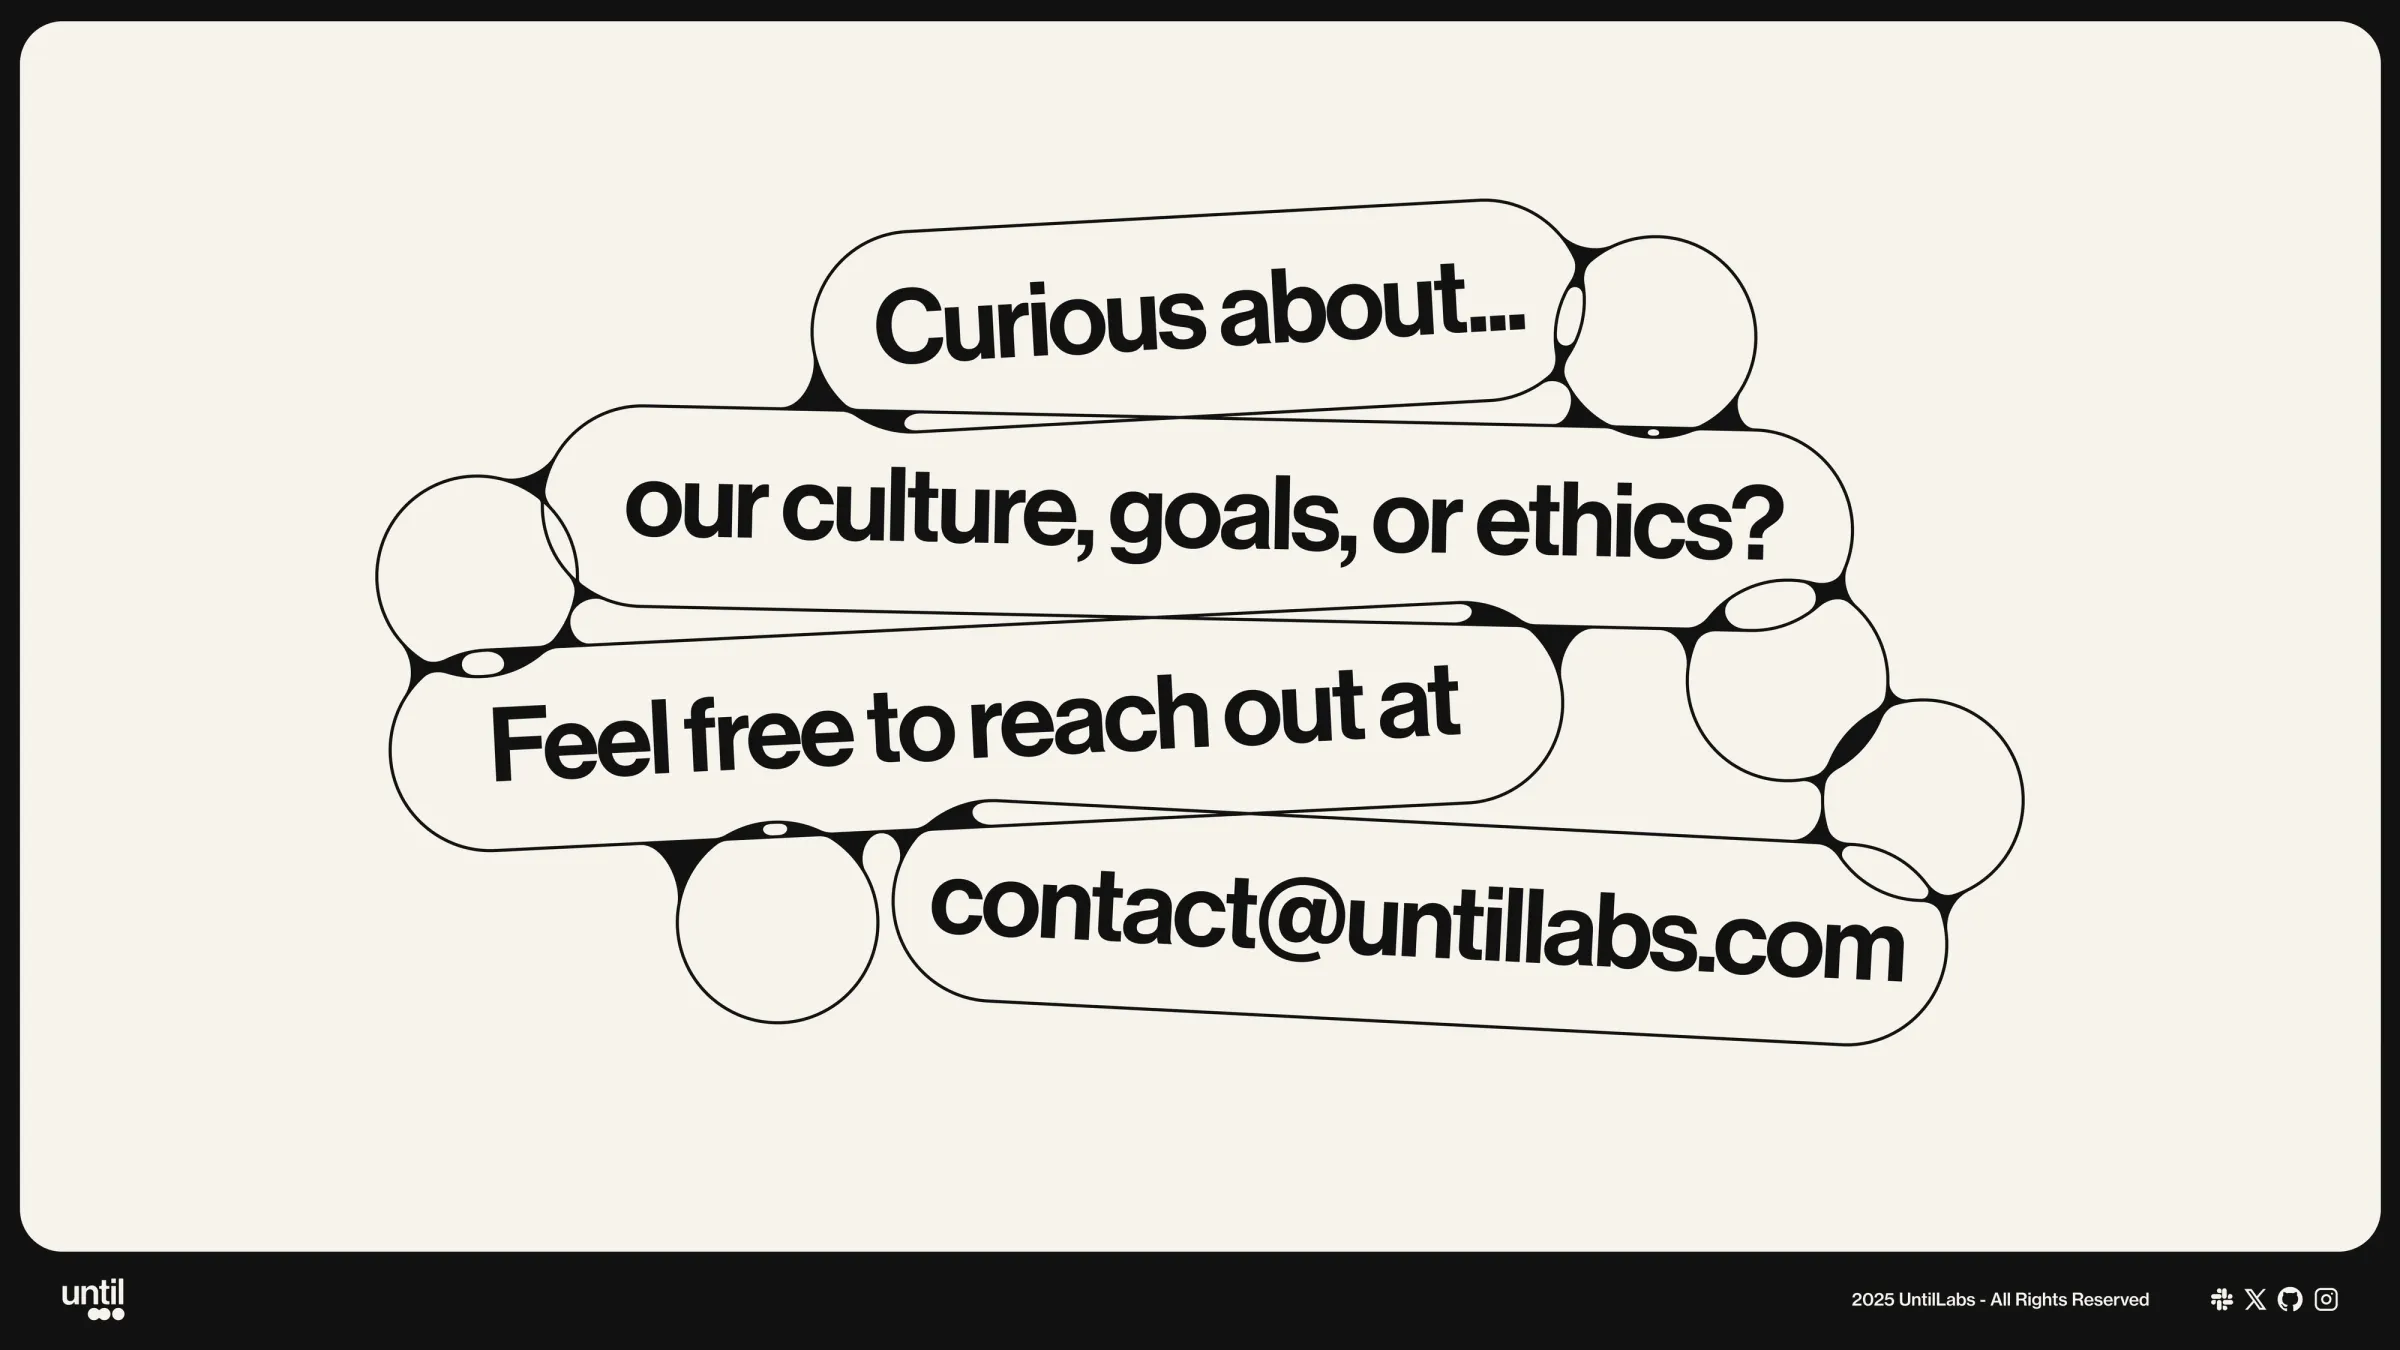 Curious about...
our culture, goals, or ethics?
Feel free to reach out at
contact@untillabs.com
until
2025 UntilLabs - All Rights Reserved